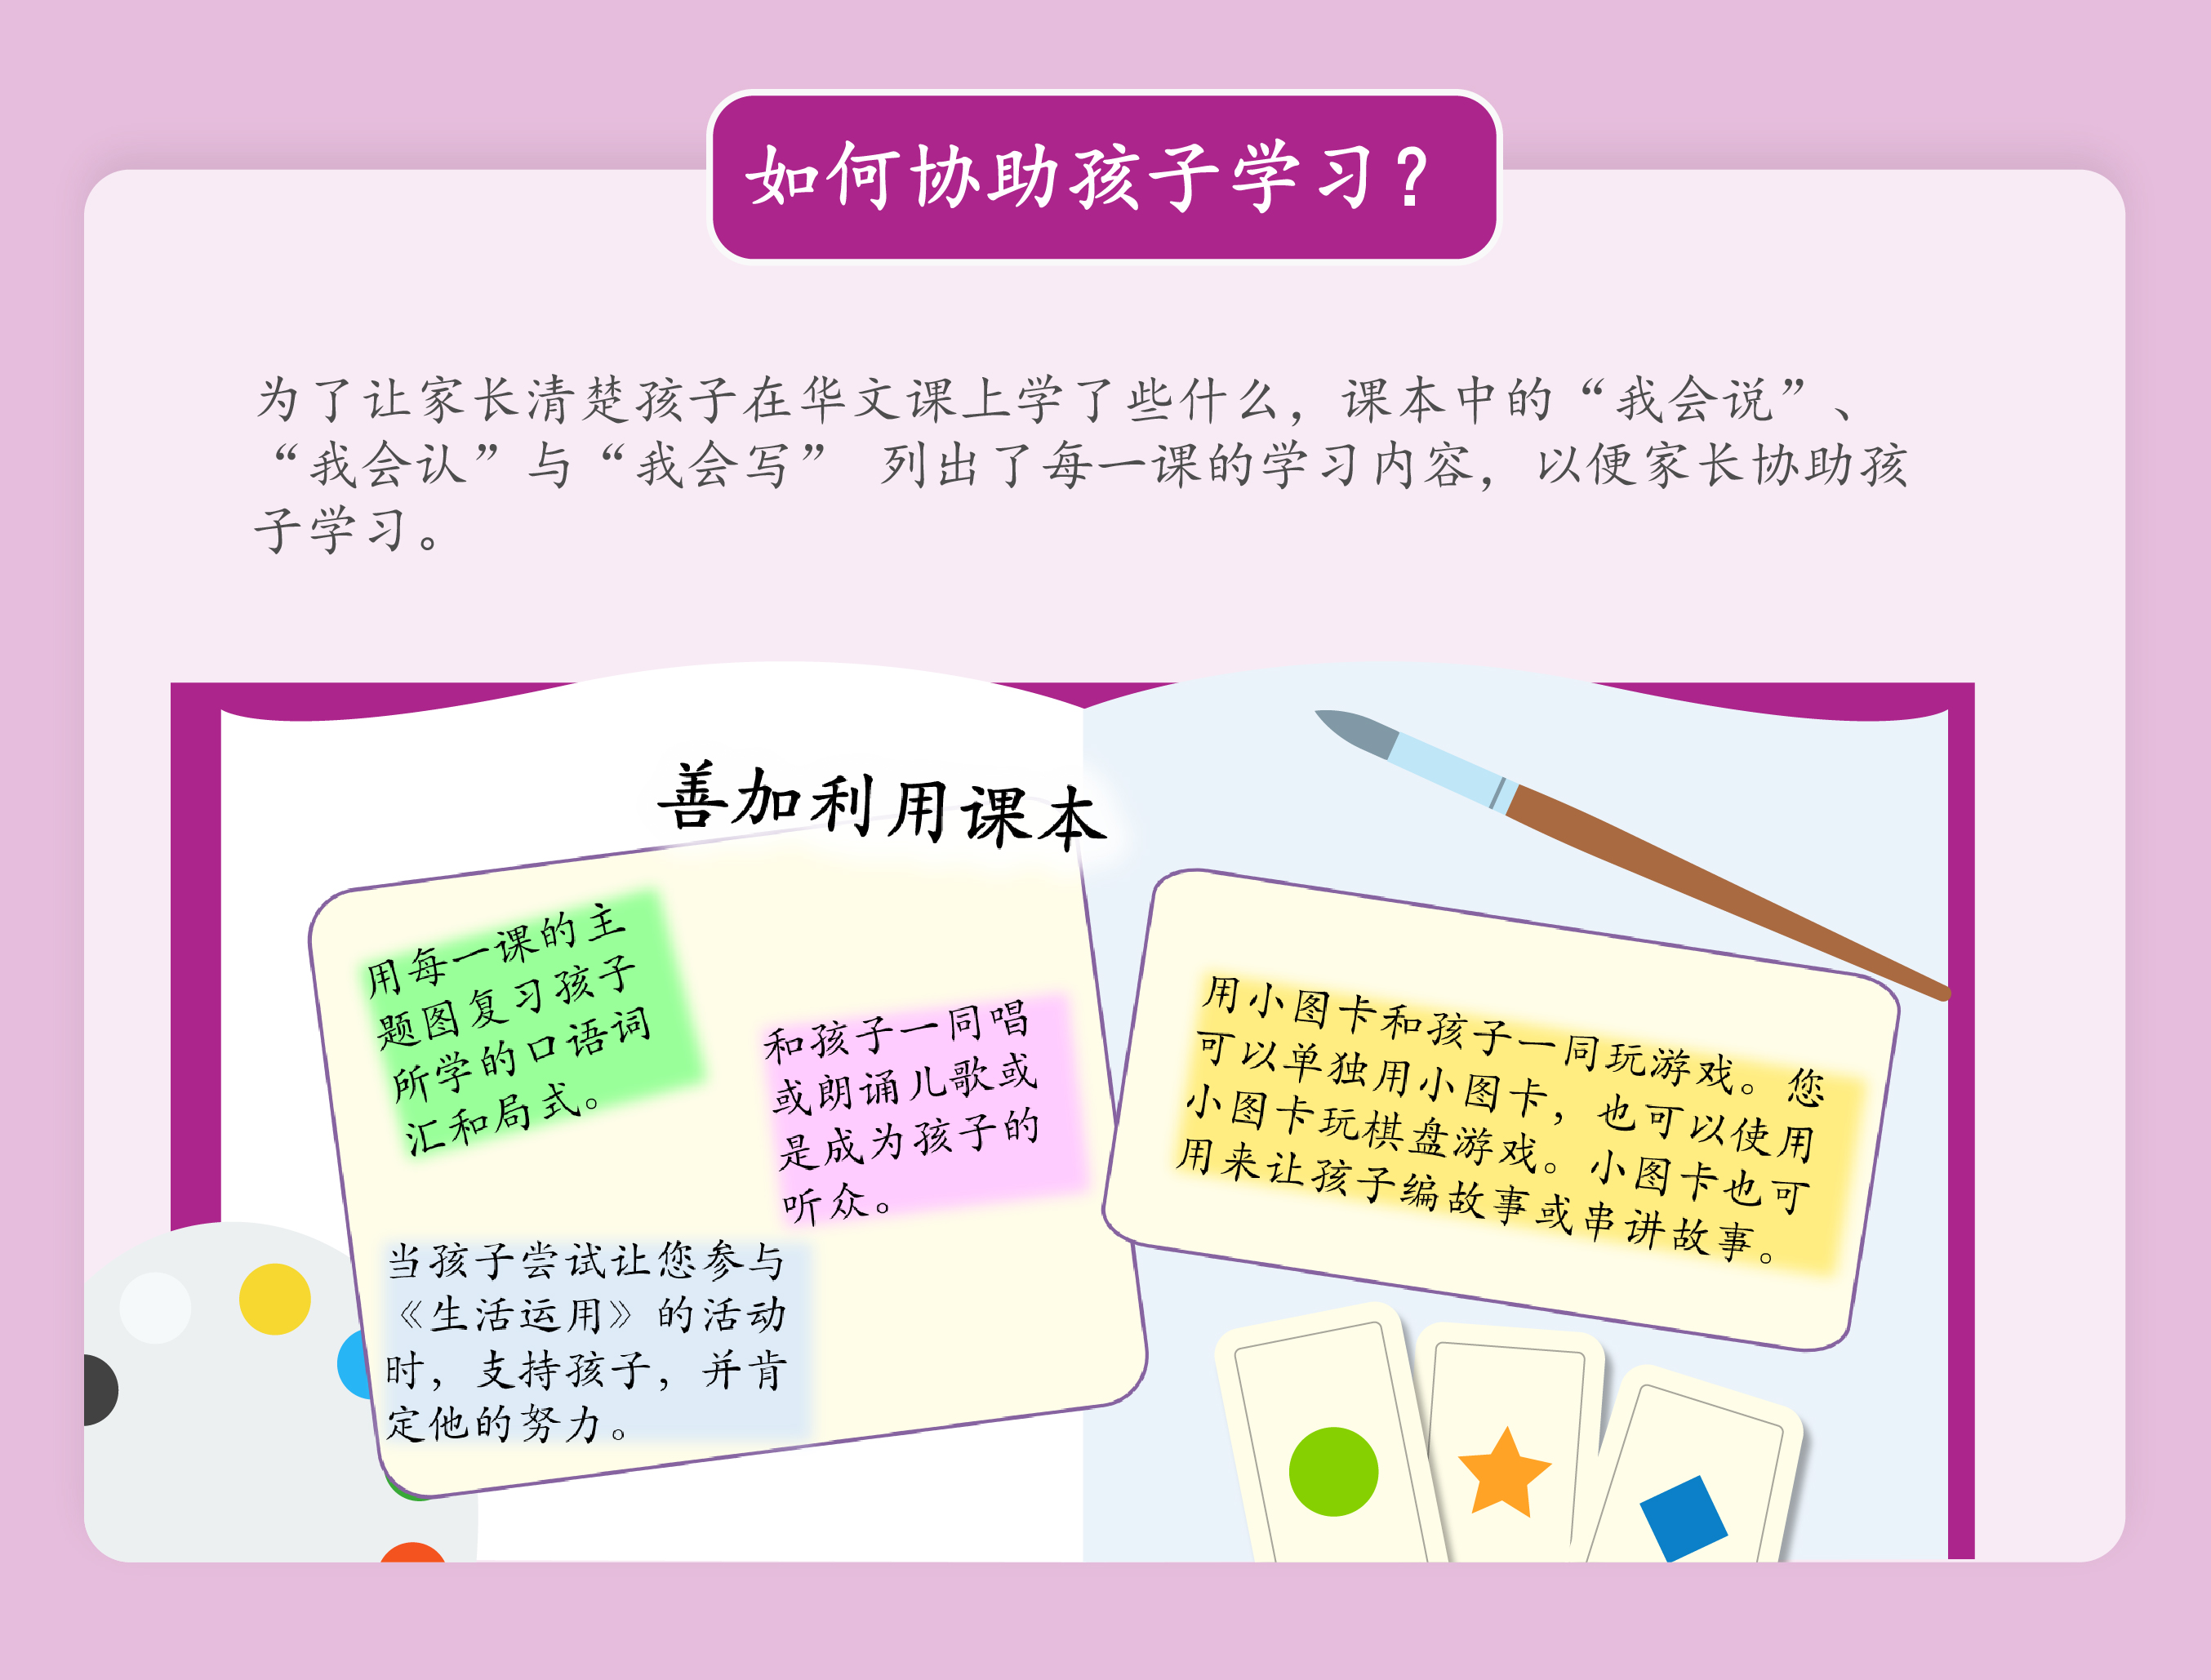 如何协助孩子学习？
为了让家长清楚孩子在华文课上学了些什么，课本中的“我会说”、
“我会认”与“我会写” 列出了每一课的学习内容，以便家长协助孩
子学习。
善加利用课本
用每一课的主
题图复习孩子
所学的口语词
汇和局式。
和孩子一同唱
或朗诵儿歌或
是成为孩子的
听众。
当孩子尝试让您参与
《生活运用》的活动
时，支持孩子，并肯
定他的努力。
用小图卡和孩子一同玩游戏。您
可以单独用小图卡，也可以使用
小图卡玩棋盘游戏。小图卡也可
用来让孩子编故事或串讲故事。